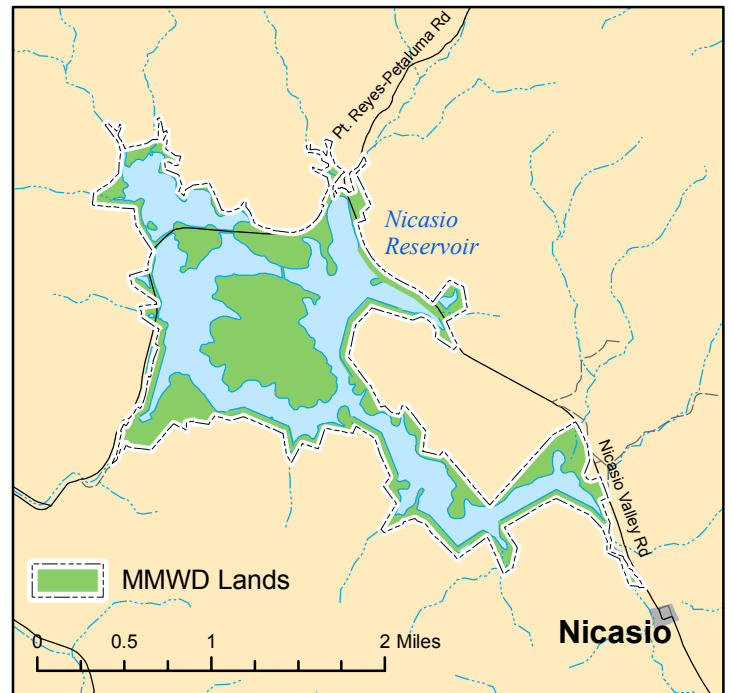 Pt. Reyes-Petaluma Rd
Nicasio
Reservoir
Nicasio Valley Rd
MMWD Lands
Nicasio
0 0.5 1 2 Miles